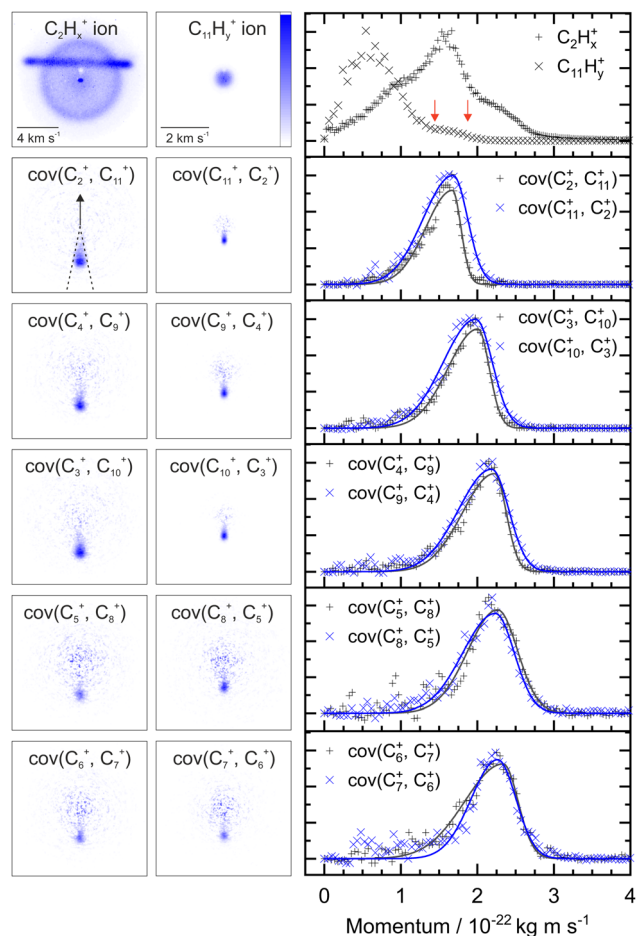 C₂Hₓ⁺ ion
4 km s⁻¹
C₁₁Hᵧ⁺ ion
2 km s⁻¹
C₂Hₓ⁺
C₁₁Hᵧ⁺
cov(C₂⁺, C₁₁⁺)
cov(C₁₁⁺, C₂⁺)
cov(C₂⁺, C₁₁⁺)
cov(C₁₁⁺, C₂⁺)
cov(C₄⁺, C₉⁺)
cov(C₉⁺, C₄⁺)
cov(C₃⁺, C₁₀⁺)
cov(C₁₀⁺, C₃⁺)
cov(C₃⁺, C₁₀⁺)
cov(C₁₀⁺, C₃⁺)
cov(C₄⁺, C₉⁺)
cov(C₉⁺, C₄⁺)
cov(C₅⁺, C₈⁺)
cov(C₈⁺, C₅⁺)
cov(C₅⁺, C₈⁺)
cov(C₈⁺, C₅⁺)
cov(C₆⁺, C₇⁺)
cov(C₇⁺, C₆⁺)
cov(C₆⁺, C₇⁺)
cov(C₇⁺, C₆⁺)
0 1 2 3 4
Momentum / 10⁻²² kg m s⁻¹